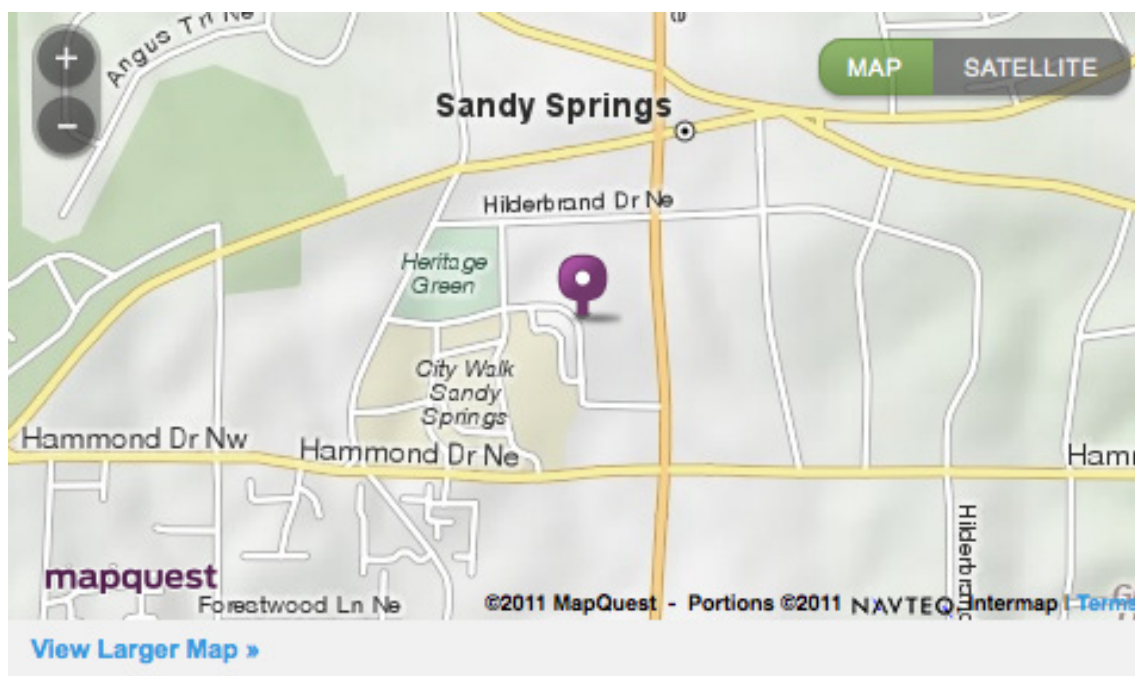 Angus Trl Ne
+
MAP
SATELLITE
Sandy Springs
−
Hilderbrand Dr Ne
Heritage
Green
City Walk
Sandy
Springs
Hammond Dr Nw
Hammond Dr Ne
Hamm
Hilderbrand
mapquest
Forestwood Ln Ne
©2011 MapQuest - Portions ©2011 NAVTEQ, Intermap | Terms
View Larger Map »